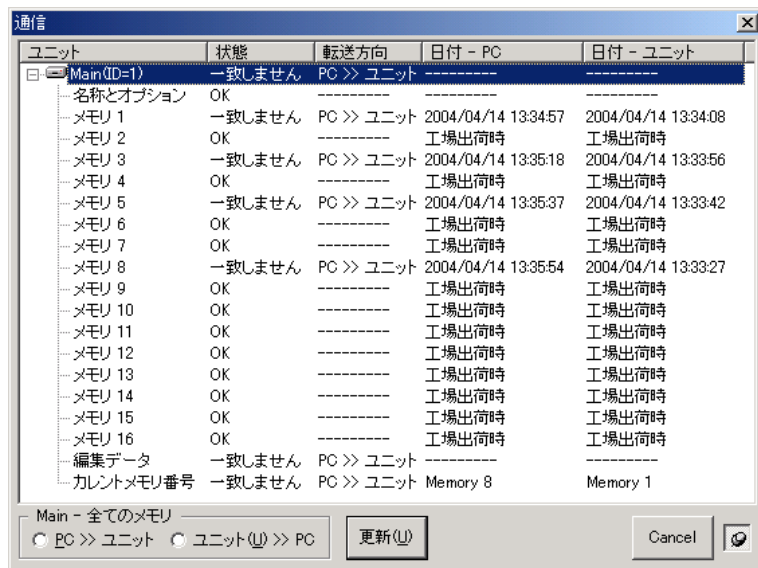 通信
ユニット 状態 転送方向 日付 - PC 日付 - ユニット
Main(ID=1) 一致しません PC >> ユニット --------- ---------
名称とオプション OK --------- --------- ---------
メモリ 1 一致しません PC >> ユニット 2004/04/14 13:34:57 2004/04/14 13:34:08
メモリ 2 OK --------- 工場出荷時 工場出荷時
メモリ 3 一致しません PC >> ユニット 2004/04/14 13:35:18 2004/04/14 13:33:56
メモリ 4 OK --------- 工場出荷時 工場出荷時
メモリ 5 一致しません PC >> ユニット 2004/04/14 13:35:37 2004/04/14 13:33:42
メモリ 6 OK --------- 工場出荷時 工場出荷時
メモリ 7 OK --------- 工場出荷時 工場出荷時
メモリ 8 一致しません PC >> ユニット 2004/04/14 13:35:54 2004/04/14 13:33:27
メモリ 9 OK --------- 工場出荷時 工場出荷時
メモリ 10 OK --------- 工場出荷時 工場出荷時
メモリ 11 OK --------- 工場出荷時 工場出荷時
メモリ 12 OK --------- 工場出荷時 工場出荷時
メモリ 13 OK --------- 工場出荷時 工場出荷時
メモリ 14 OK --------- 工場出荷時 工場出荷時
メモリ 15 OK --------- 工場出荷時 工場出荷時
メモリ 16 OK --------- 工場出荷時 工場出荷時
編集データ 一致しません PC >> ユニット --------- ---------
カレントメモリ番号 一致しません PC >> ユニット Memory 8 Memory 1
Main - 全てのメモリ
PC >> ユニット ユニット(U) >> PC 更新(U) Cancel